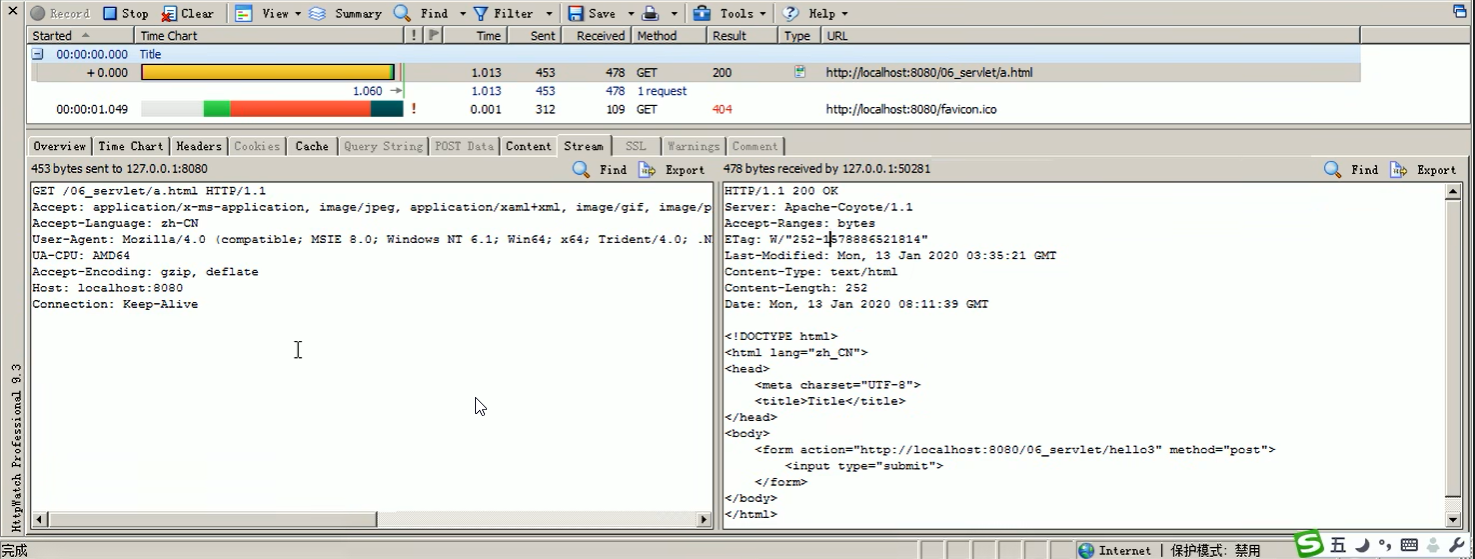 Record Stop Clear View Summary Find Filter Save Tools Help
Started Time Chart ! Time Sent Received Method Result Type URL
00:00:00.000 Title
+ 0.000 1.013 453 478 GET 200 http://localhost:8080/06_servlet/a.html
1.060 1.013 453 478 1 request
00:00:01.049 ! 0.001 312 109 GET 404 http://localhost:8080/favicon.ico
Overview Time Chart Headers Cookies Cache Query String POST Data Content Stream SSL Warnings Comment
453 bytes sent to 127.0.0.1:8080 Find Export
GET /06_servlet/a.html HTTP/1.1
Accept: application/x-ms-application, image/jpeg, application/xaml+xml, image/gif, image/p
Accept-Language: zh-CN
User-Agent: Mozilla/4.0 (compatible; MSIE 8.0; Windows NT 6.1; Win64; x64; Trident/4.0; .N
UA-CPU: AMD64
Accept-Encoding: gzip, deflate
Host: localhost:8080
Connection: Keep-Alive
478 bytes received by 127.0.0.1:50281 Find Export
HTTP/1.1 200 OK
Server: Apache-Coyote/1.1
Accept-Ranges: bytes
ETag: W/"252-1578886521814"
Last-Modified: Mon, 13 Jan 2020 03:35:21 GMT
Content-Type: text/html
Content-Length: 252
Date: Mon, 13 Jan 2020 08:11:39 GMT
<!DOCTYPE html>
<html lang="zh_CN">
<head>
<meta charset="UTF-8">
<title>Title</title>
</head>
<body>
<form action="http://localhost:8080/06_servlet/hello3" method="post">
<input type="submit">
</form>
</body>
</html>
HttpWatch Professional 9.3
完成
Internet | 保护模式: 禁用
五